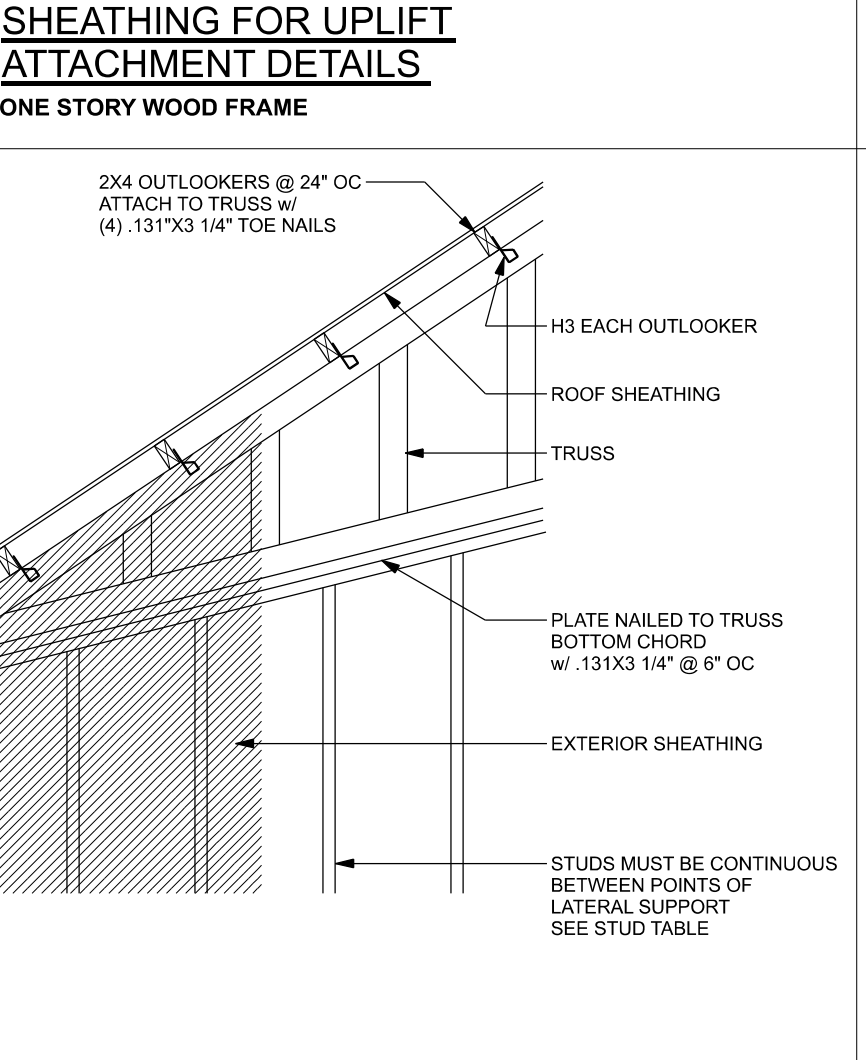 SHEATHING FOR UPLIFT
ATTACHMENT DETAILS
ONE STORY WOOD FRAME
2X4 OUTLOOKERS @ 24" OC
ATTACH TO TRUSS w/
(4) .131"X3 1/4" TOE NAILS
H3 EACH OUTLOOKER
ROOF SHEATHING
TRUSS
PLATE NAILED TO TRUSS
BOTTOM CHORD
w/ .131X3 1/4" @ 6" OC
EXTERIOR SHEATHING
STUDS MUST BE CONTINUOUS
BETWEEN POINTS OF
LATERAL SUPPORT
SEE STUD TABLE